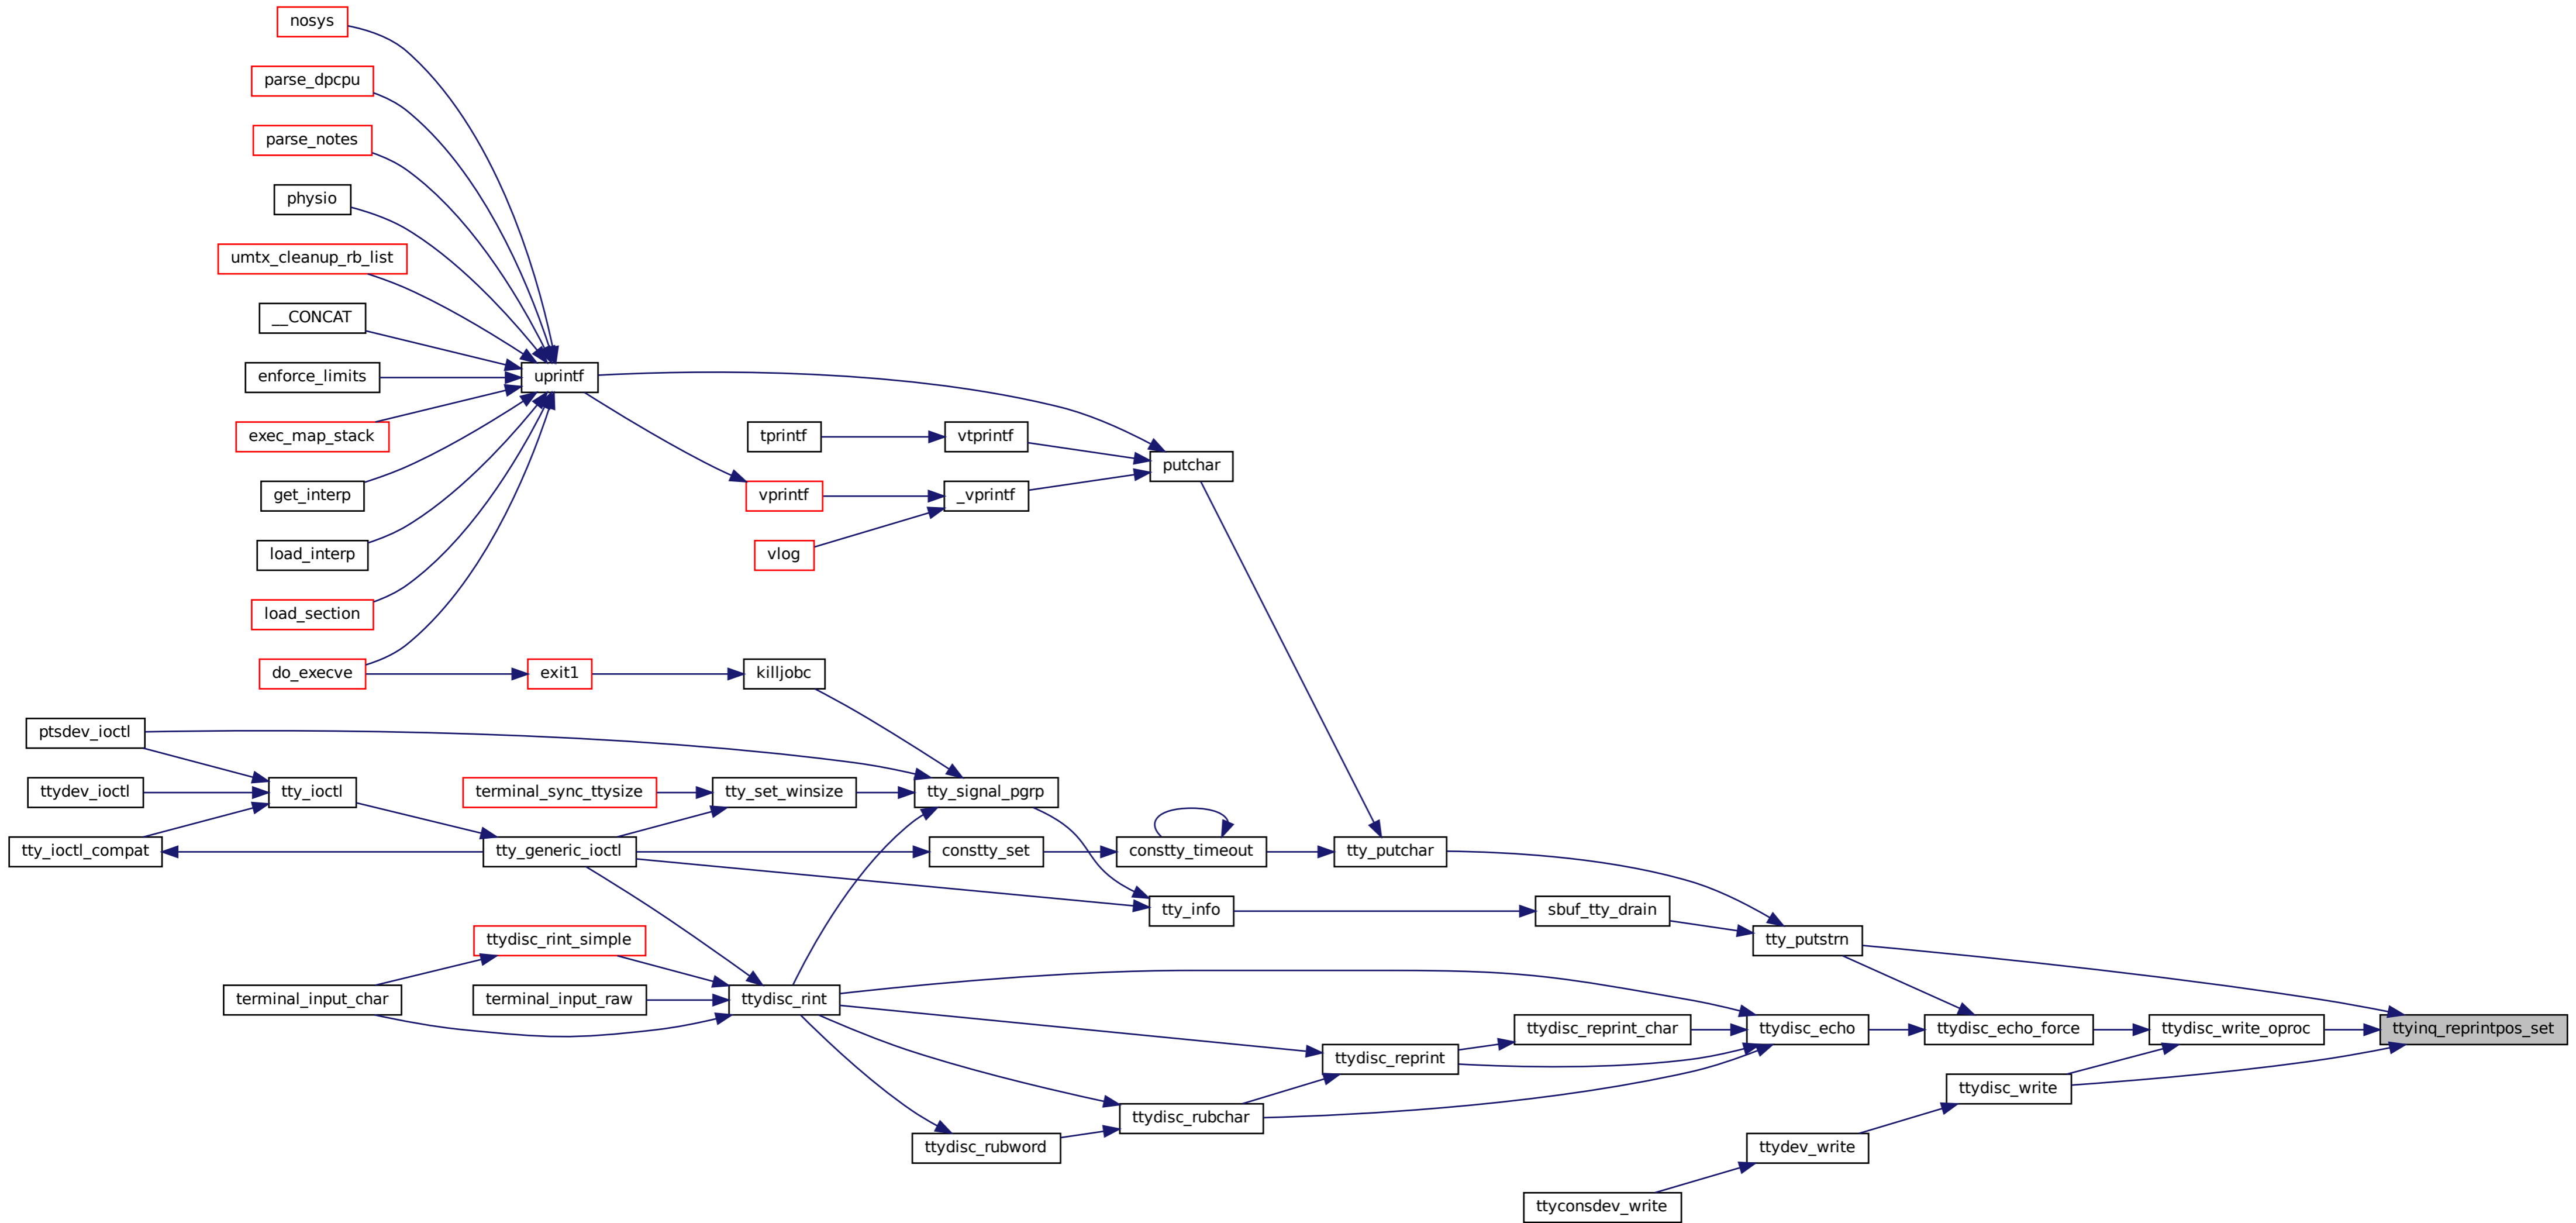 nosys
parse_dpcpu
parse_notes
physio
umtx_cleanup_rb_list
__CONCAT
enforce_limits
uprintf
exec_map_stack
tprintf
vtprintf
putchar
get_interp
vprintf
_vprintf
load_interp
vlog
load_section
do_execve
exit1
killjobc
ptsdev_ioctl
ttydev_ioctl
tty_ioctl
terminal_sync_ttysize
tty_set_winsize
tty_signal_pgrp
tty_ioctl_compat
tty_generic_ioctl
constty_set
constty_timeout
tty_putchar
tty_info
sbuf_tty_drain
ttydisc_rint_simple
tty_putstrn
terminal_input_char
terminal_input_raw
ttydisc_rint
ttydisc_reprint_char
ttydisc_echo
ttydisc_echo_force
ttydisc_write_oproc
ttyinq_reprintpos_set
ttydisc_reprint
ttydisc_write
ttydisc_rubchar
ttydisc_rubword
ttydev_write
ttyconsdev_write